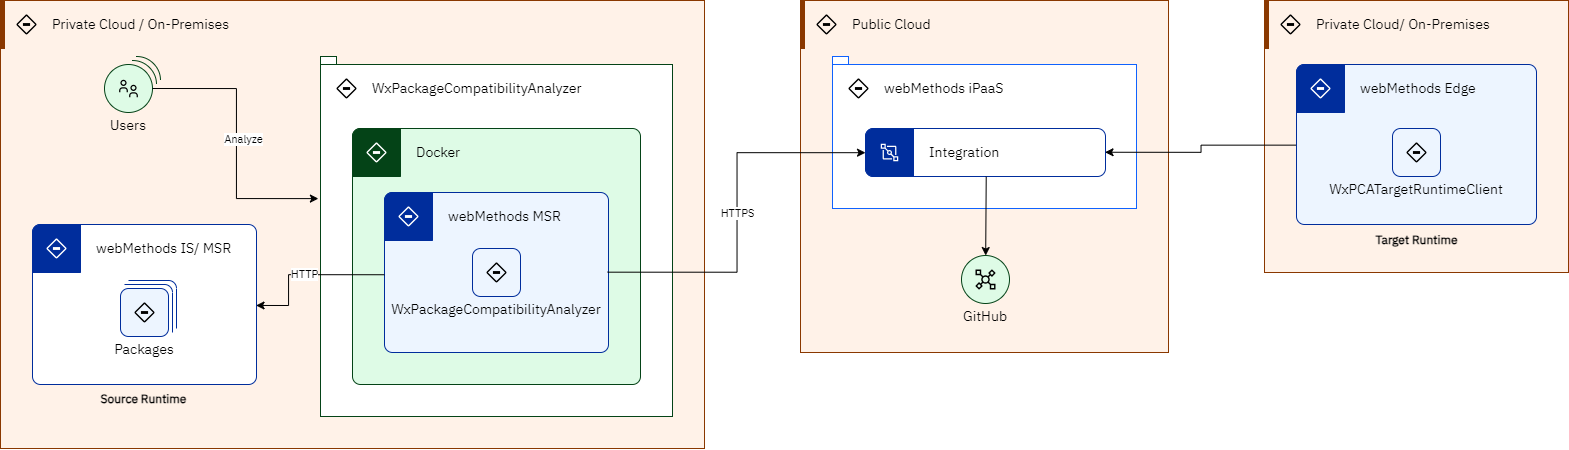 Private Cloud / On-Premises
Users
Analyze
WxPackageCompatibilityAnalyzer
Docker
webMethods MSR
WxPackageCompatibilityAnalyzer
webMethods IS/ MSR
Packages
Source Runtime
HTTP
HTTPS
Public Cloud
webMethods iPaaS
Integration
GitHub
Private Cloud/ On-Premises
webMethods Edge
WxPCATargetRuntimeClient
Target Runtime